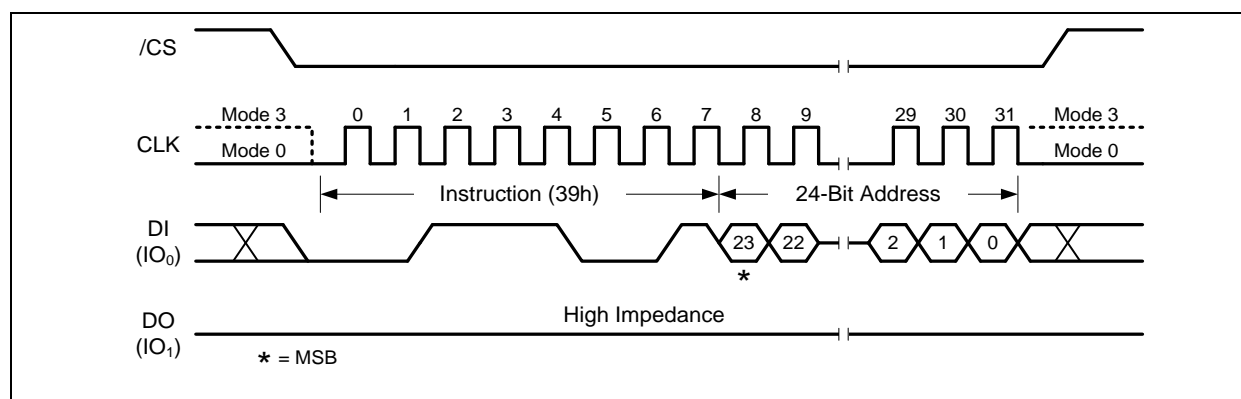 /CS
Mode 3 0 1 2 3 4 5 6 7 8 9 29 30 31 Mode 3
CLK
Mode 0 Mode 0
Instruction (39h) 24-Bit Address
DI
(IO₀) 23 22 2 1 0
*
DO High Impedance
(IO₁)
* = MSB